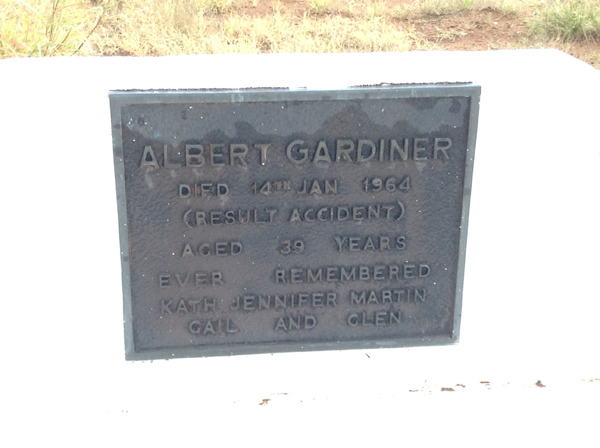 ALBERT GARDINER
DIED 14TH JAN 1964
(RESULT ACCIDENT)
AGED 39 YEARS
EVER REMEMBERED
KATH JENNIFER MARTIN
GAIL AND GLEN